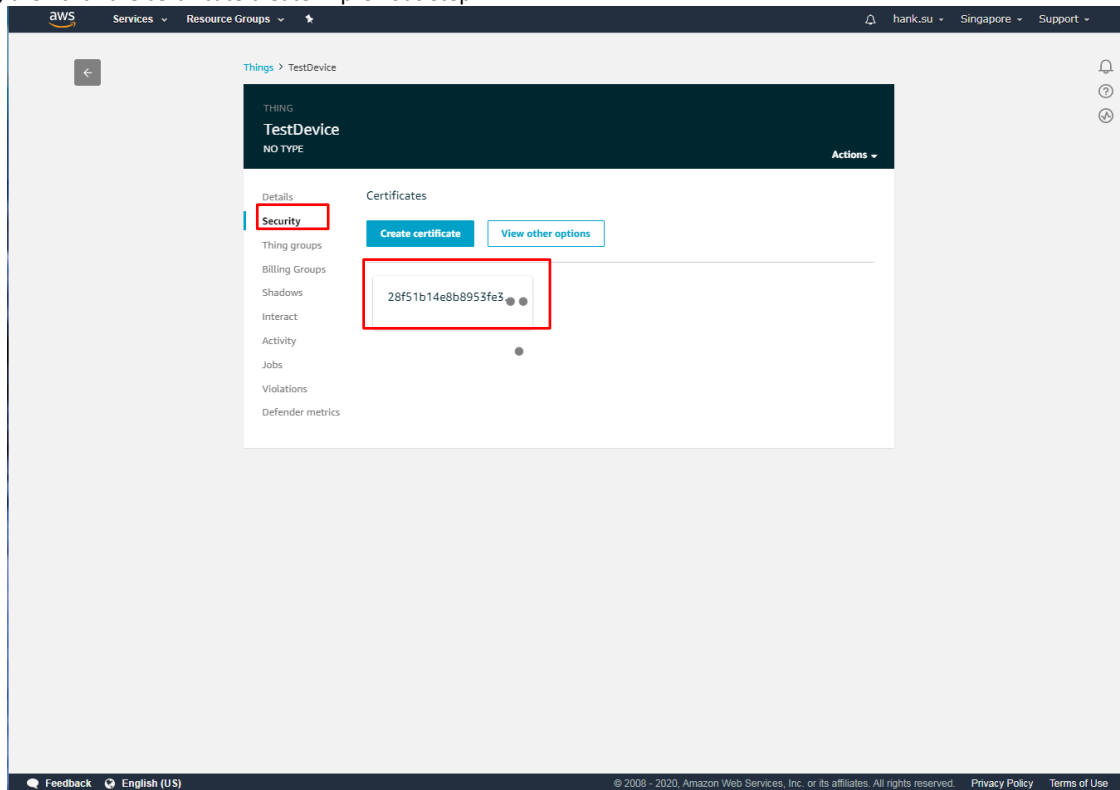 aws Services Resource Groups hank.su Singapore Support
Things > TestDevice
THING
TestDevice
NO TYPE
Actions
Details
Certificates
Security
Create certificate View other options
Thing groups
Billing Groups
Shadows
28f51b14e8b8953fe3
Interact
Activity
Jobs
Violations
Defender metrics
Feedback English (US) © 2008 - 2020, Amazon Web Services, Inc. or its affiliates. All rights reserved. Privacy Policy Terms of Use